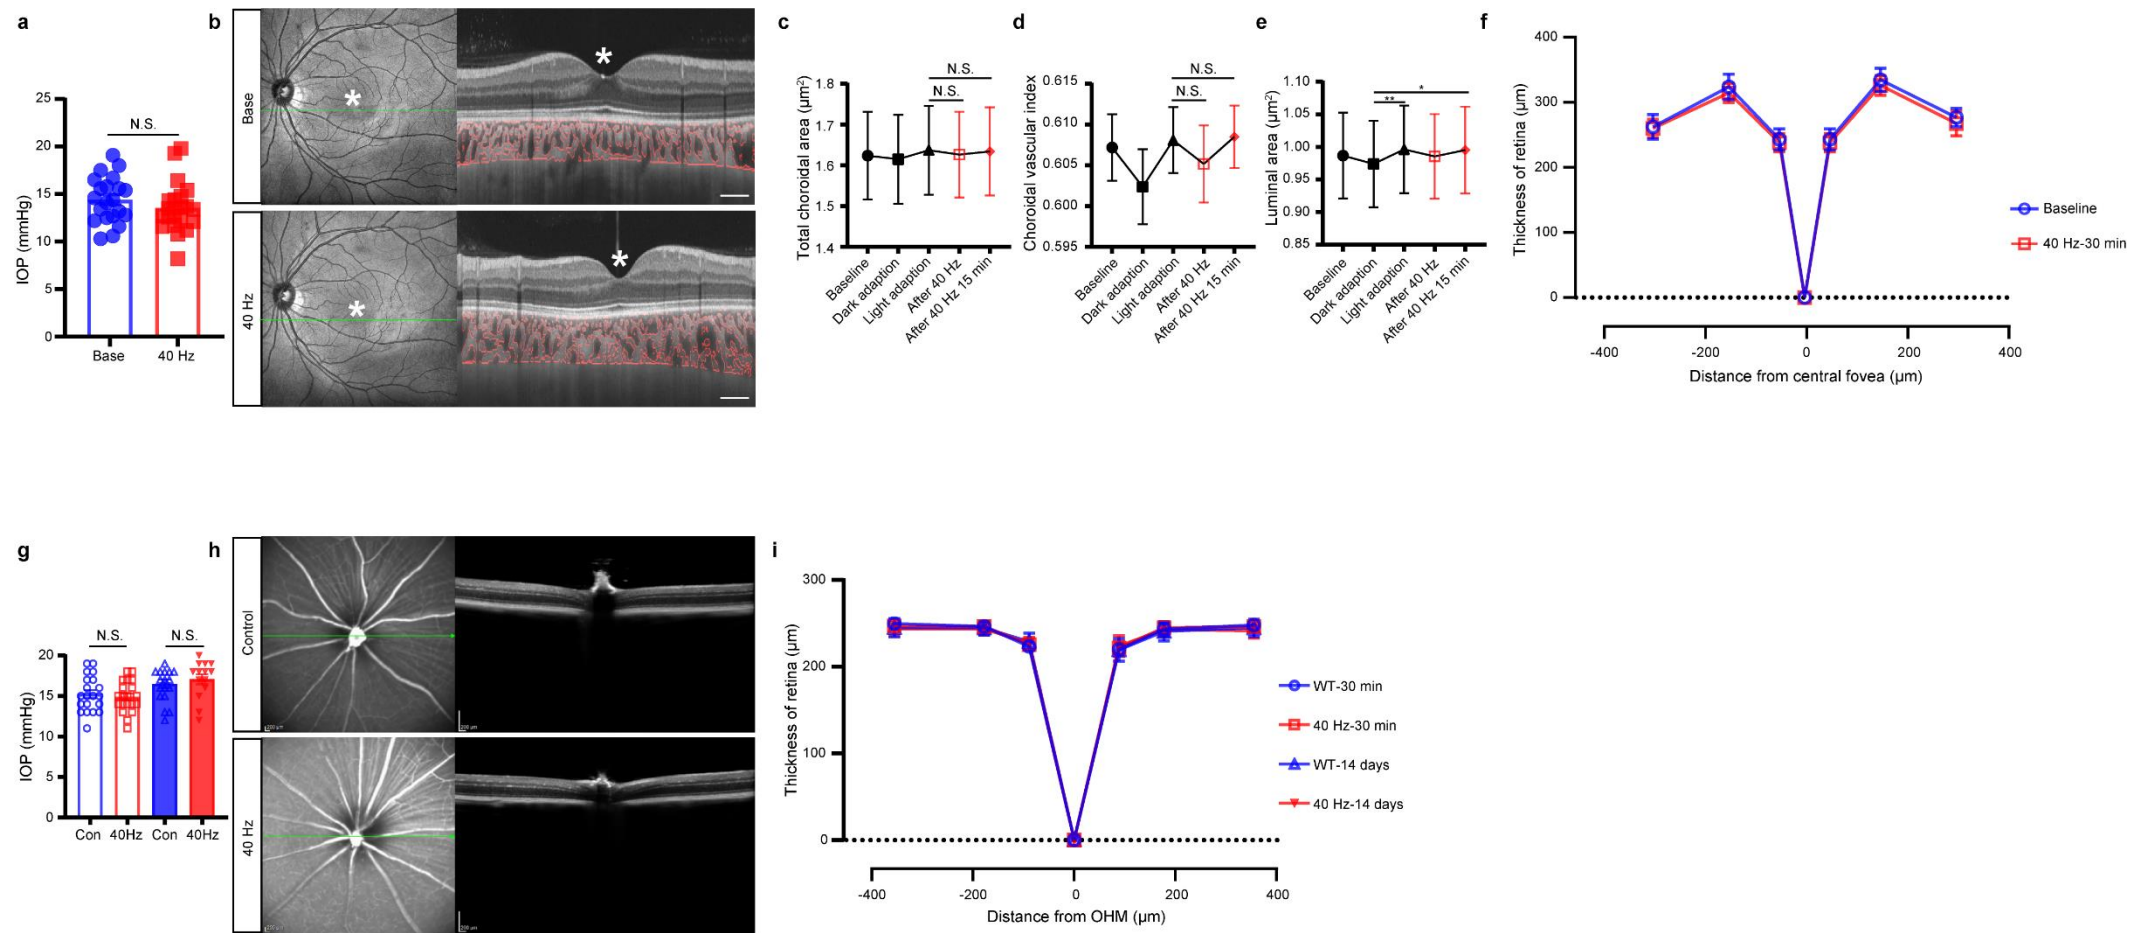 a
IOP (mmHg)
25
20
15
10
5
0
N.S.
Base
40 Hz
b
Base
*
*
40 Hz
*
*
c
Total choroidal area (µm²)
1.8
1.7
1.6
1.5
1.4
N.S.
N.S.
Baseline
Dark adaption
Light adaption
After 40 Hz
After 40 Hz 15 min
d
Choroidal vascular index
0.615
0.610
0.605
0.600
0.595
N.S.
N.S.
Baseline
Dark adaption
Light adaption
After 40 Hz
After 40 Hz 15 min
e
Luminal area (µm²)
1.10
1.05
1.00
0.95
0.90
0.85
*
**
Baseline
Dark adaption
Light adaption
After 40 Hz
After 40 Hz 15 min
f
Thickness of retina (µm)
400
300
200
100
0
-400
-200
0
200
400
Distance from central fovea (µm)
Baseline
40 Hz-30 min
g
IOP (mmHg)
20
15
10
5
0
N.S.
N.S.
Con
40Hz
Con
40Hz
h
Control
200 µm
200 µm
40 Hz
200 µm
200 µm
i
Thickness of retina (µm)
300
200
100
0
-400
-200
0
200
400
Distance from OHM (µm)
WT-30 min
40 Hz-30 min
WT-14 days
40 Hz-14 days